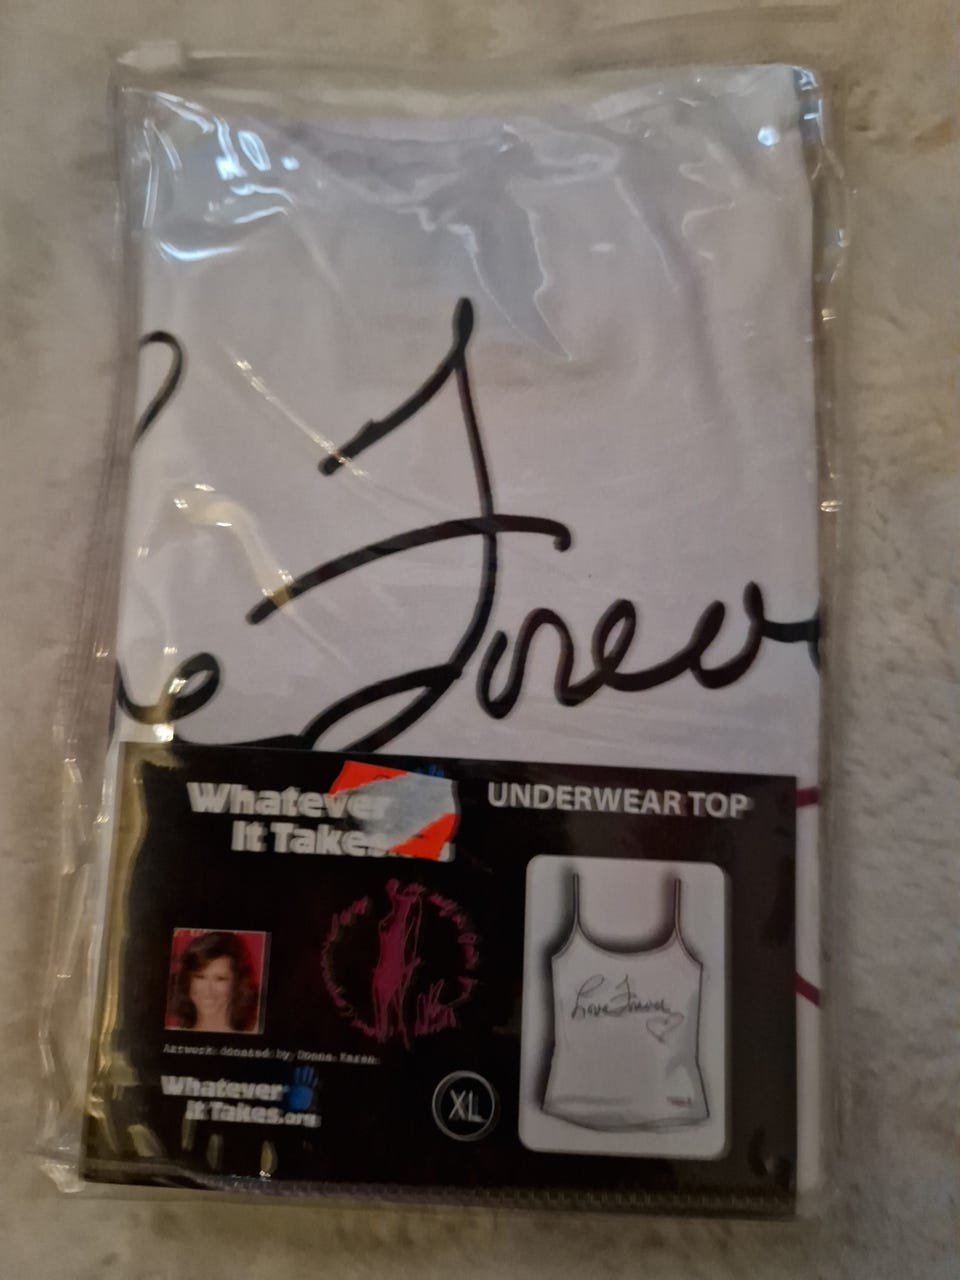 Forev
Whatever
It Takes
UNDERWEAR TOP
Love Forever
Artwork donated by Donna Karan
Whatever
It Takes.org
XL